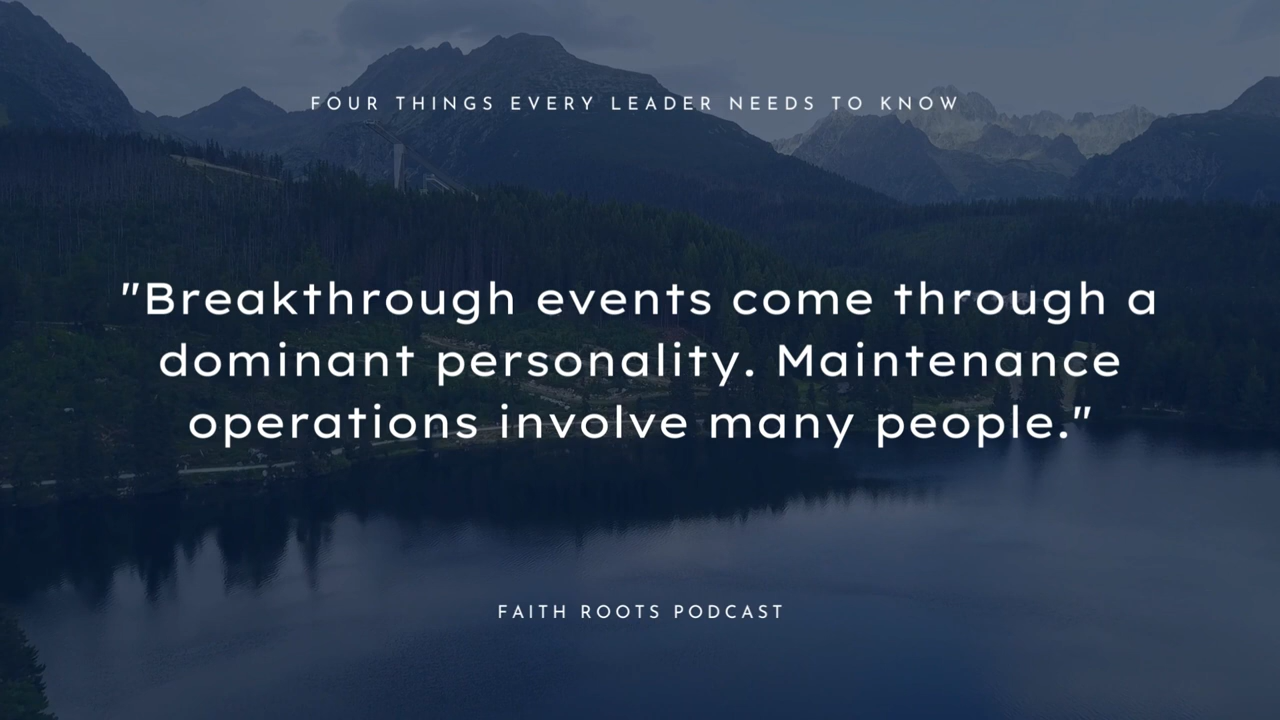 FOUR THINGS EVERY LEADER NEEDS TO KNOW
"Breakthrough events come through a
dominant personality. Maintenance
operations involve many people."
FAITH ROOTS PODCAST